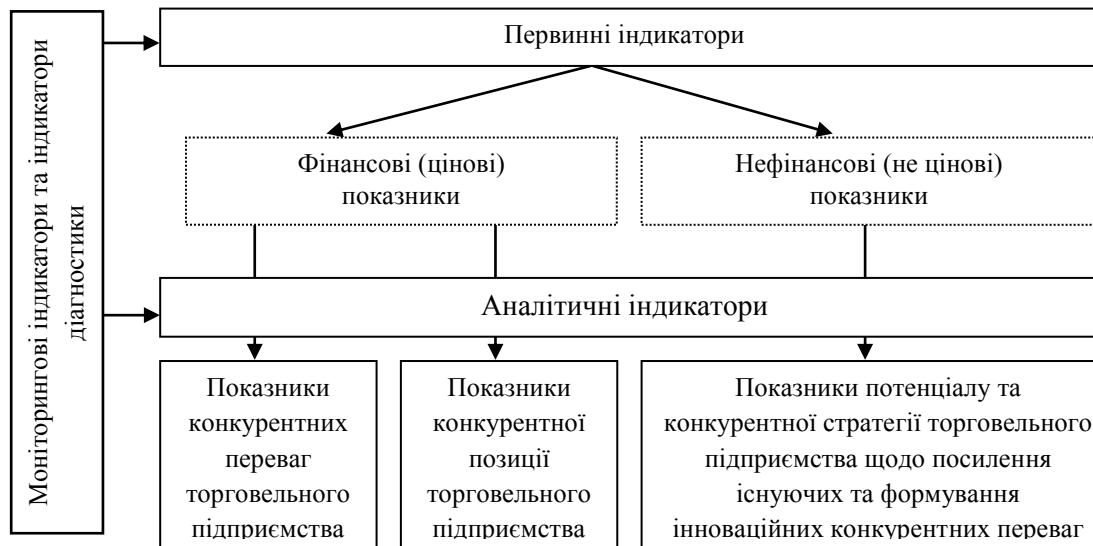 Моніторингові індикатори та індикатори
діагностики
Первинні індикатори
Фінансові (цінові)
показники
Нефінансові (не цінові)
показники
Аналітичні індикатори
Показники
конкурентних
переваг
торговельного
підприємства
Показники
конкурентної
позиції
торговельного
підприємства
Показники потенціалу та
конкурентної стратегії торговельного
підприємства щодо посилення
існуючих та формування
інноваційних конкурентних переваг